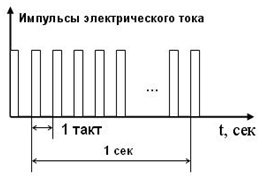 Импульсы электрического тока
...
1 такт
t, сек
1 сек